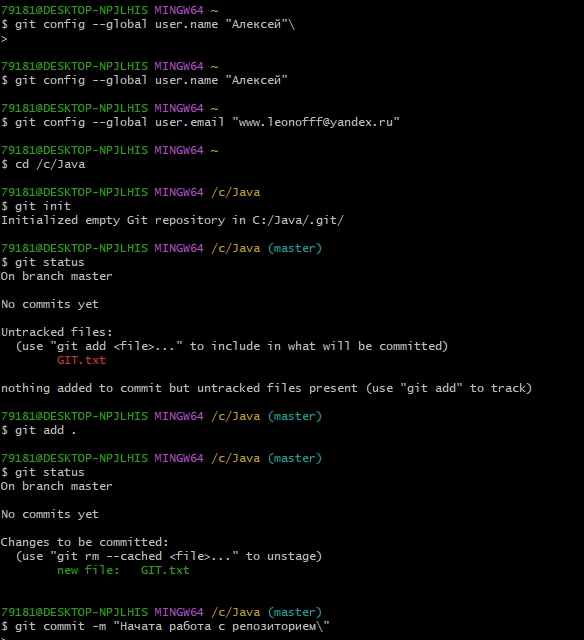 79181@DESKTOP-NPJLHIS MINGW64 ~
$ git config --global user.name "Алексей"\
>
79181@DESKTOP-NPJLHIS MINGW64 ~
$ git config --global user.name "Алексей"
79181@DESKTOP-NPJLHIS MINGW64 ~
$ git config --global user.email "www.leonofff@yandex.ru"
79181@DESKTOP-NPJLHIS MINGW64 ~
$ cd /c/Java
79181@DESKTOP-NPJLHIS MINGW64 /c/Java
$ git init
Initialized empty Git repository in C:/Java/.git/
79181@DESKTOP-NPJLHIS MINGW64 /c/Java (master)
$ git status
On branch master
No commits yet
Untracked files:
  (use "git add <file>..." to include in what will be committed)
        GIT.txt
nothing added to commit but untracked files present (use "git add" to track)
79181@DESKTOP-NPJLHIS MINGW64 /c/Java (master)
$ git add .
79181@DESKTOP-NPJLHIS MINGW64 /c/Java (master)
$ git status
On branch master
No commits yet
Changes to be committed:
  (use "git rm --cached <file>..." to unstage)
        new file:   GIT.txt
79181@DESKTOP-NPJLHIS MINGW64 /c/Java (master)
$ git commit -m "Начата работа с репозиторием\"